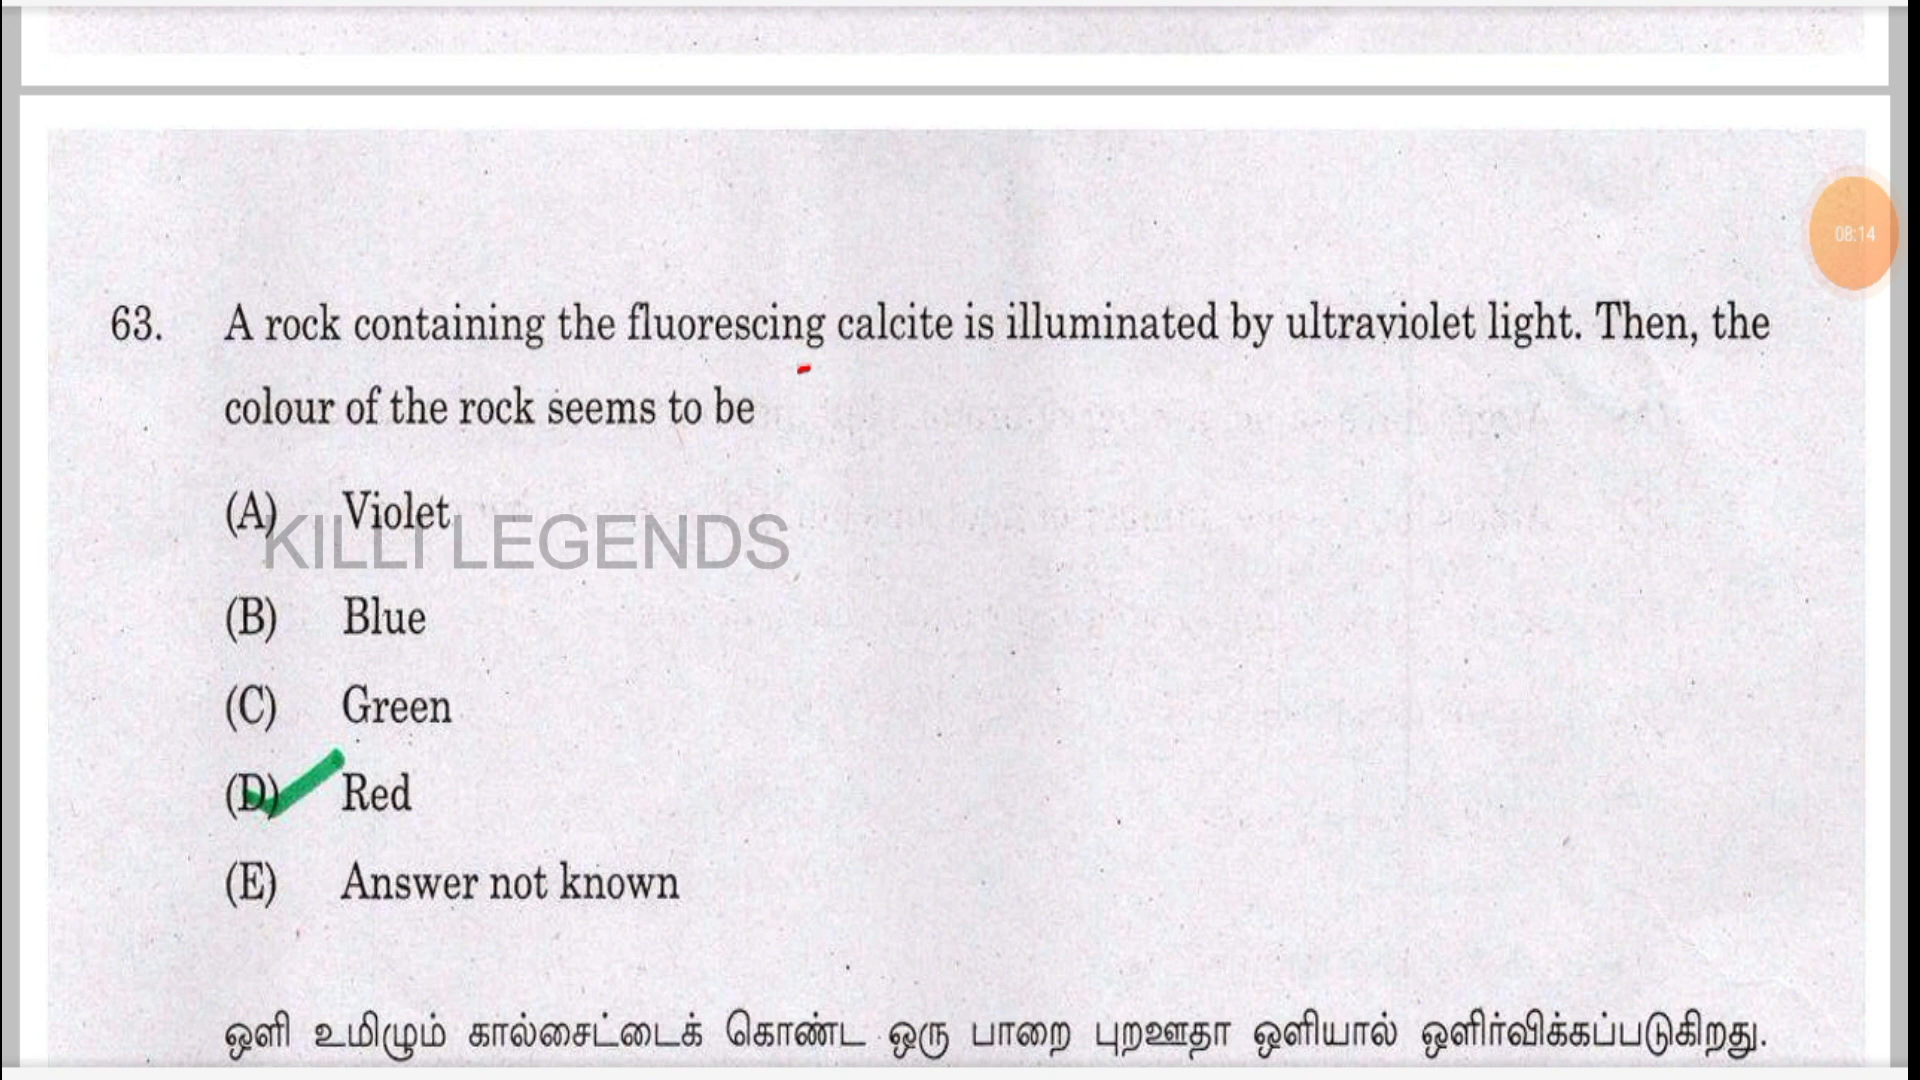 08:14
63. A rock containing the fluorescing calcite is illuminated by ultraviolet light. Then, the
colour of the rock seems to be
(A) Violet
KILLI LEGENDS
(B) Blue
(C) Green
(D) Red
(E) Answer not known
ஒளி உமிழும் கால்சைட்டைக் கொண்ட ஒரு பாறை புறஊதா ஒளியால் ஒளிர்விக்கப்படுகிறது.